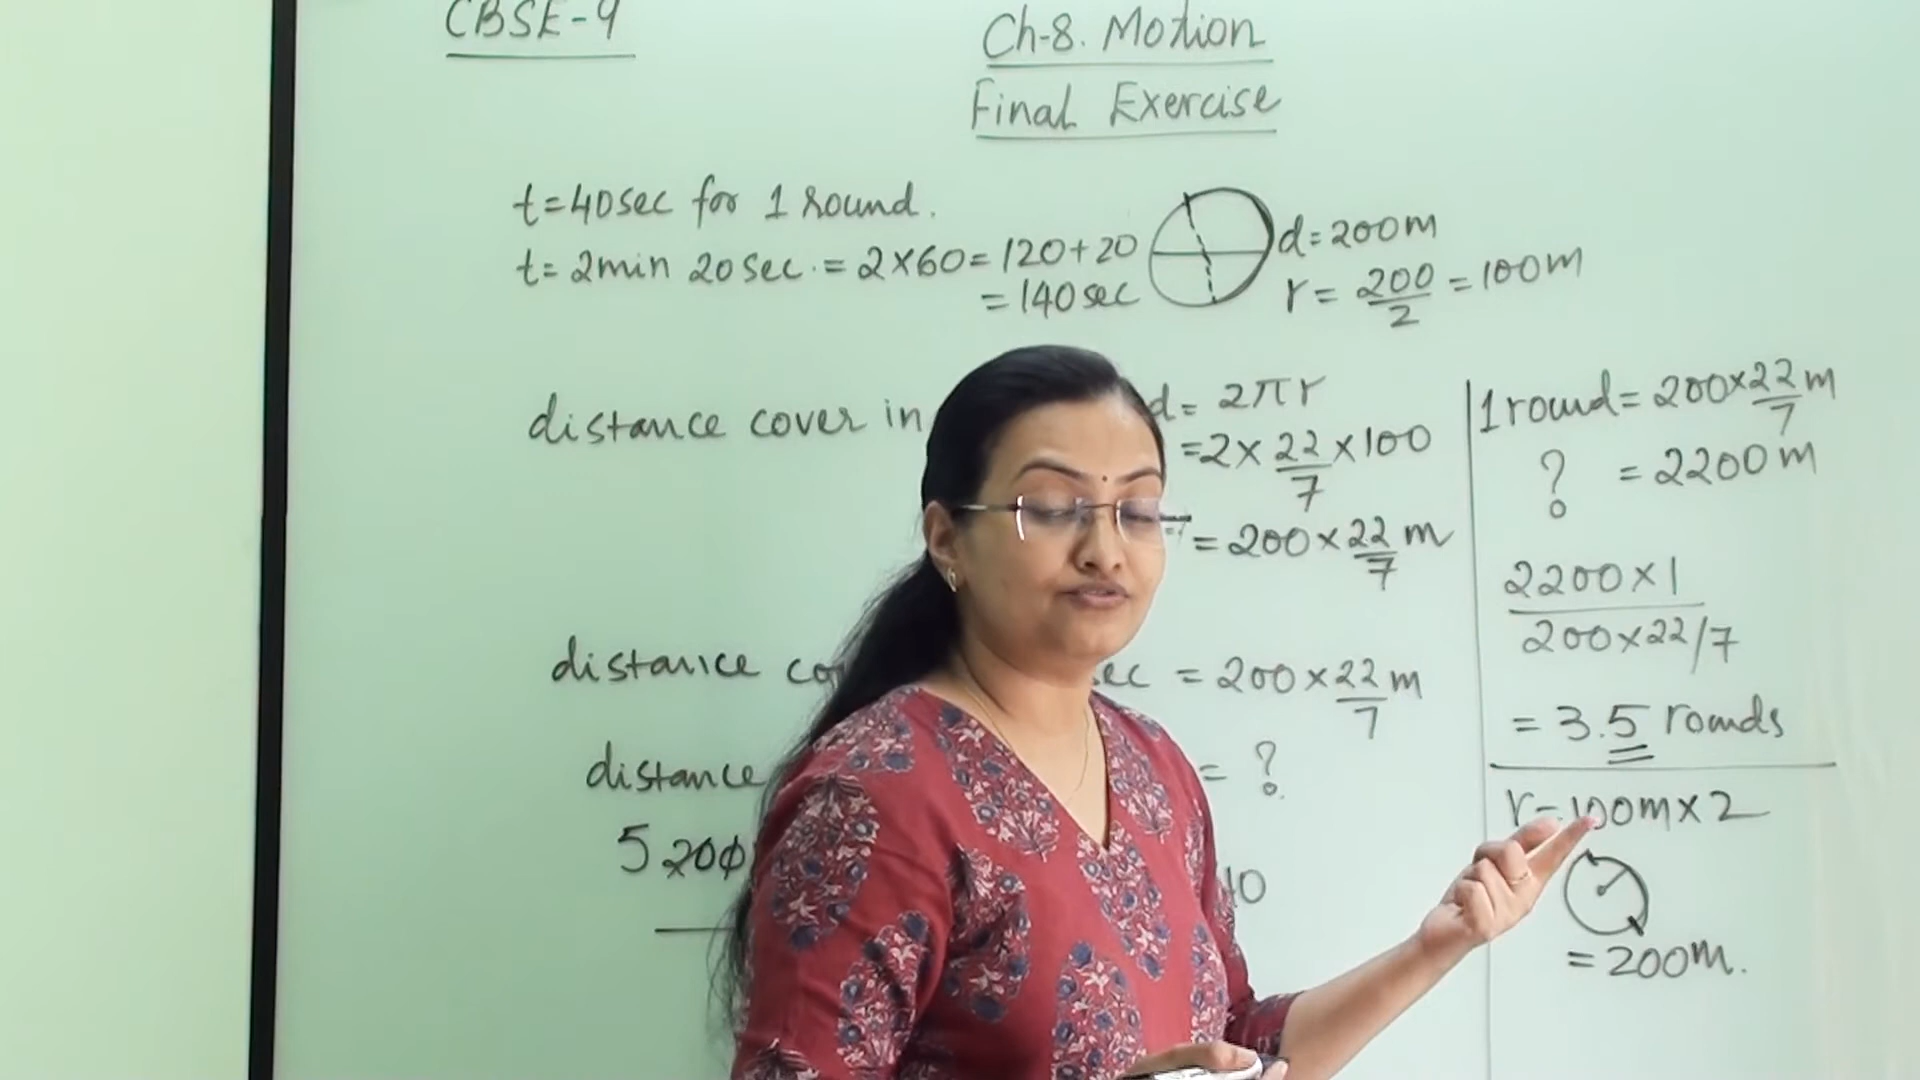 CBSE-9
Ch-8. Motion
Final Exercise
t=40sec for 1 round.
t= 2min 20sec.= 2×60= 120+20
= 140sec
d= 200m
r = 200/2 = 100m
distance cover in
d= 2πr
=2× 22/7 ×100
= 200×22/7 m
distance co
ec = 200×22/7 m
distance = ?
5 200
10
1 round= 200×22/7 m
? = 2200m
2200×1
200×22/7
= 3.5 rounds
r=100m×2
= 200m.